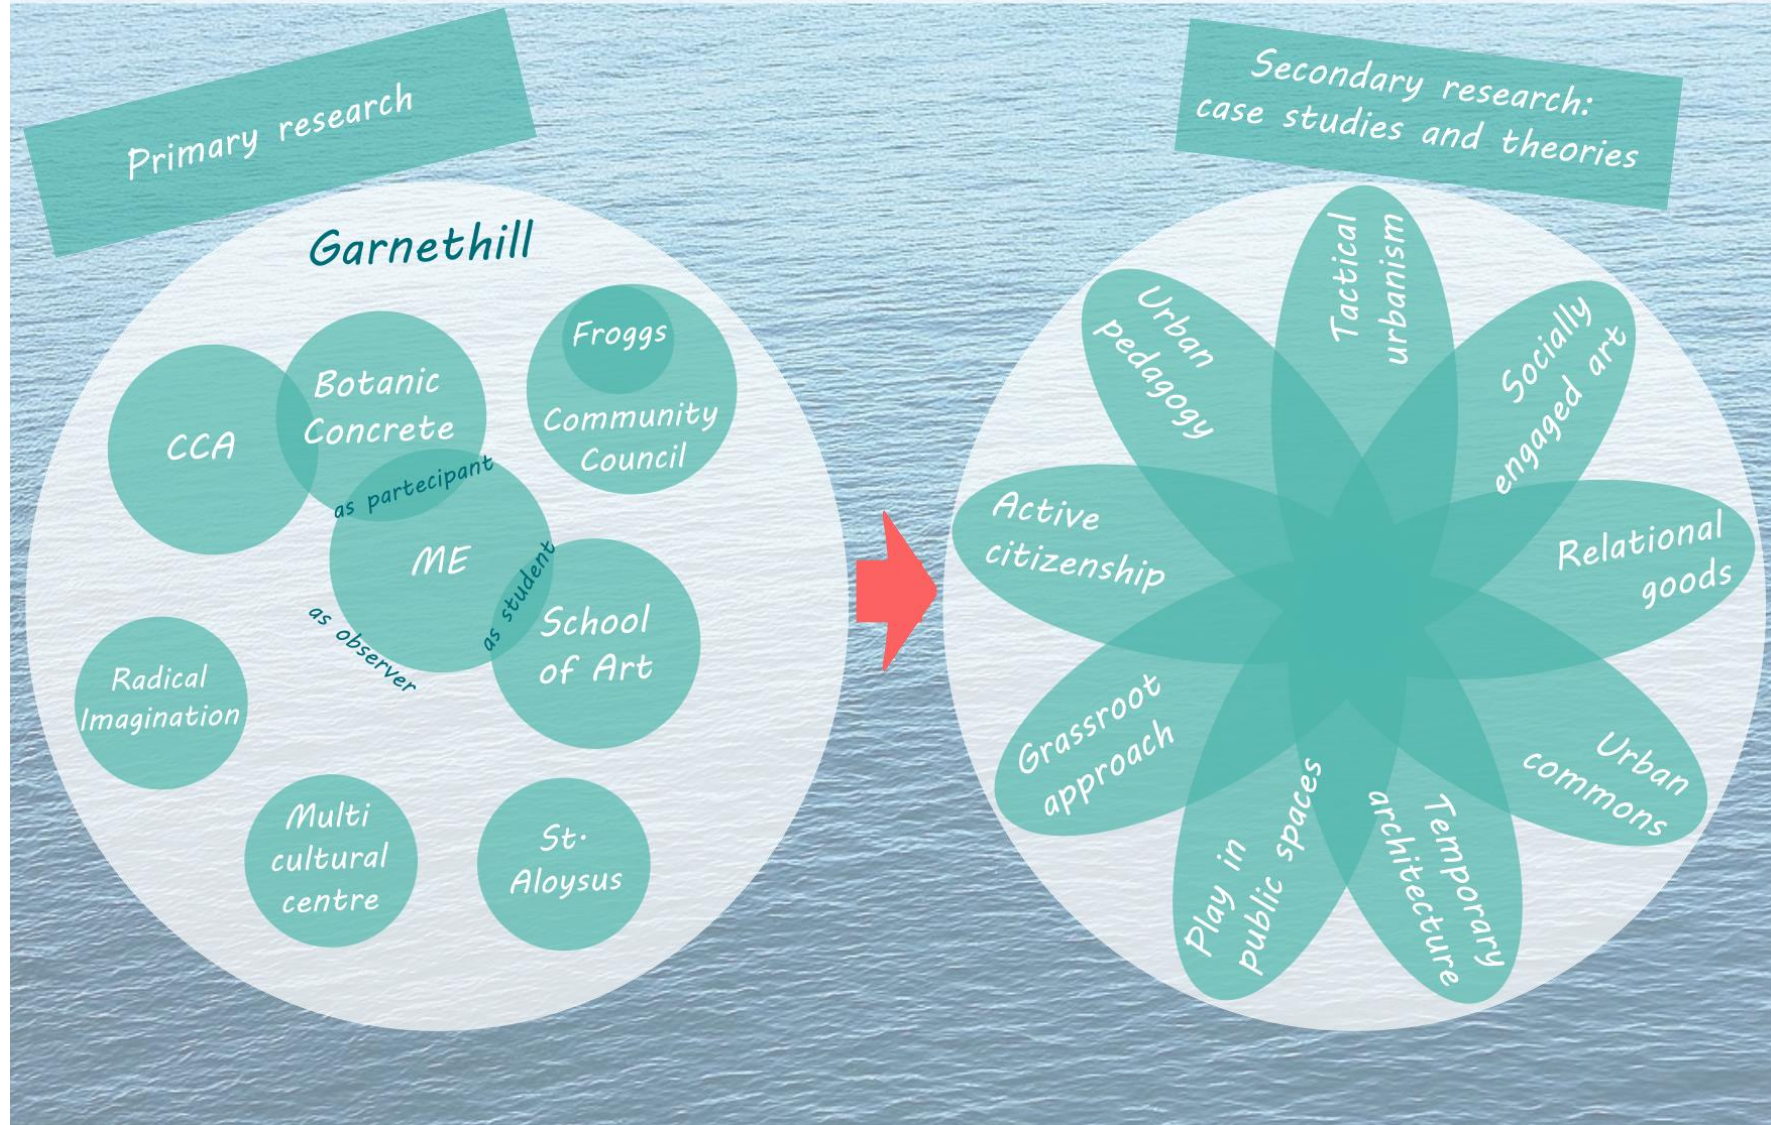 Primary research
Garnethill
CCA
Botanic
Concrete
Froggs
Community
Council
as partecipant
ME
as student
as observer
School
of Art
Radical
Imagination
Multi
cultural
centre
St.
Aloysus
Secondary research:
case studies and theories
Tactical
urbanism
Urban
pedagogy
Socially
engaged art
Active
citizenship
Relational
goods
Grassroot
approach
Urban
commons
Play in
public spaces
Temporary
architecture